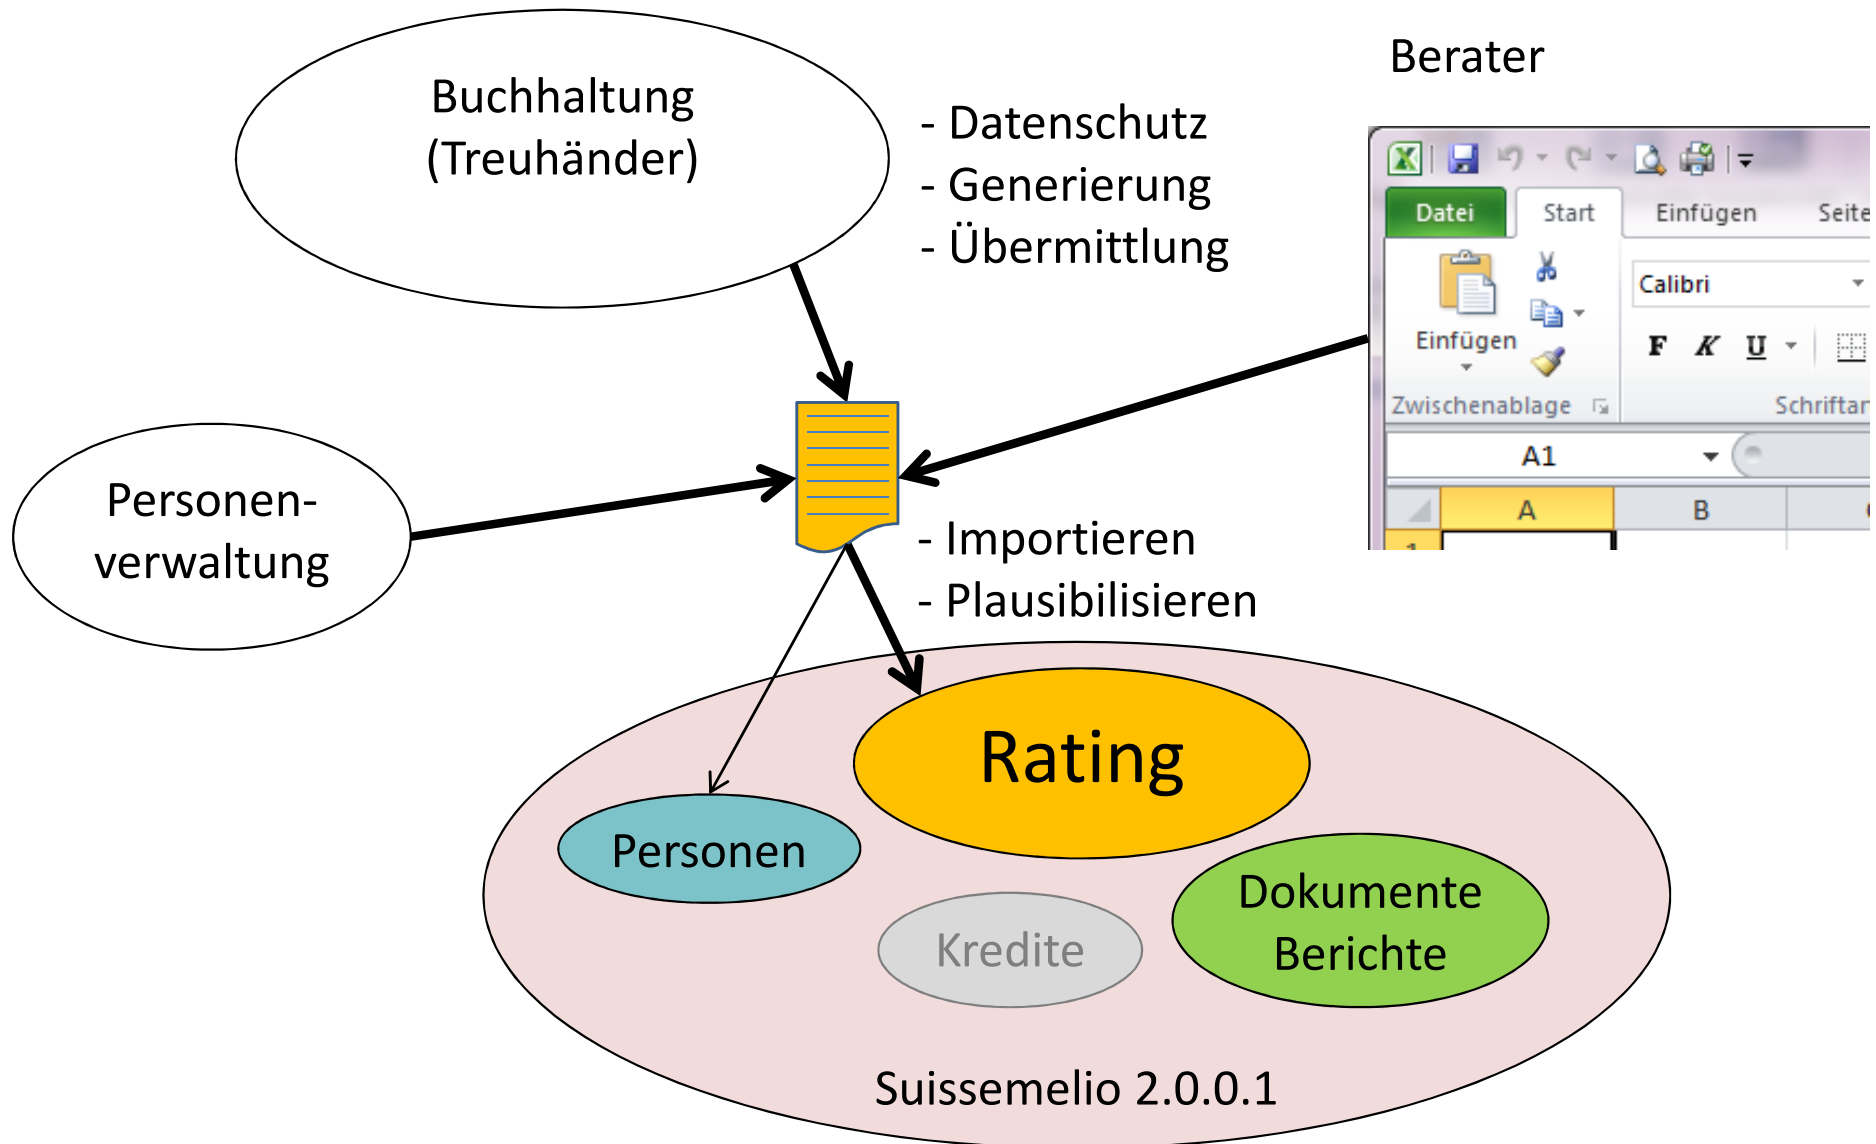 Buchhaltung
(Treuhänder)
- Datenschutz
- Generierung
- Übermittlung
Berater
Datei Start Einfügen Seite
Calibri
Einfügen
F K U
Zwischenablage Schriftar
A1
A B
1
Personen-
verwaltung
- Importieren
- Plausibilisieren
Rating
Personen
Kredite
Dokumente
Berichte
Suissemelio 2.0.0.1